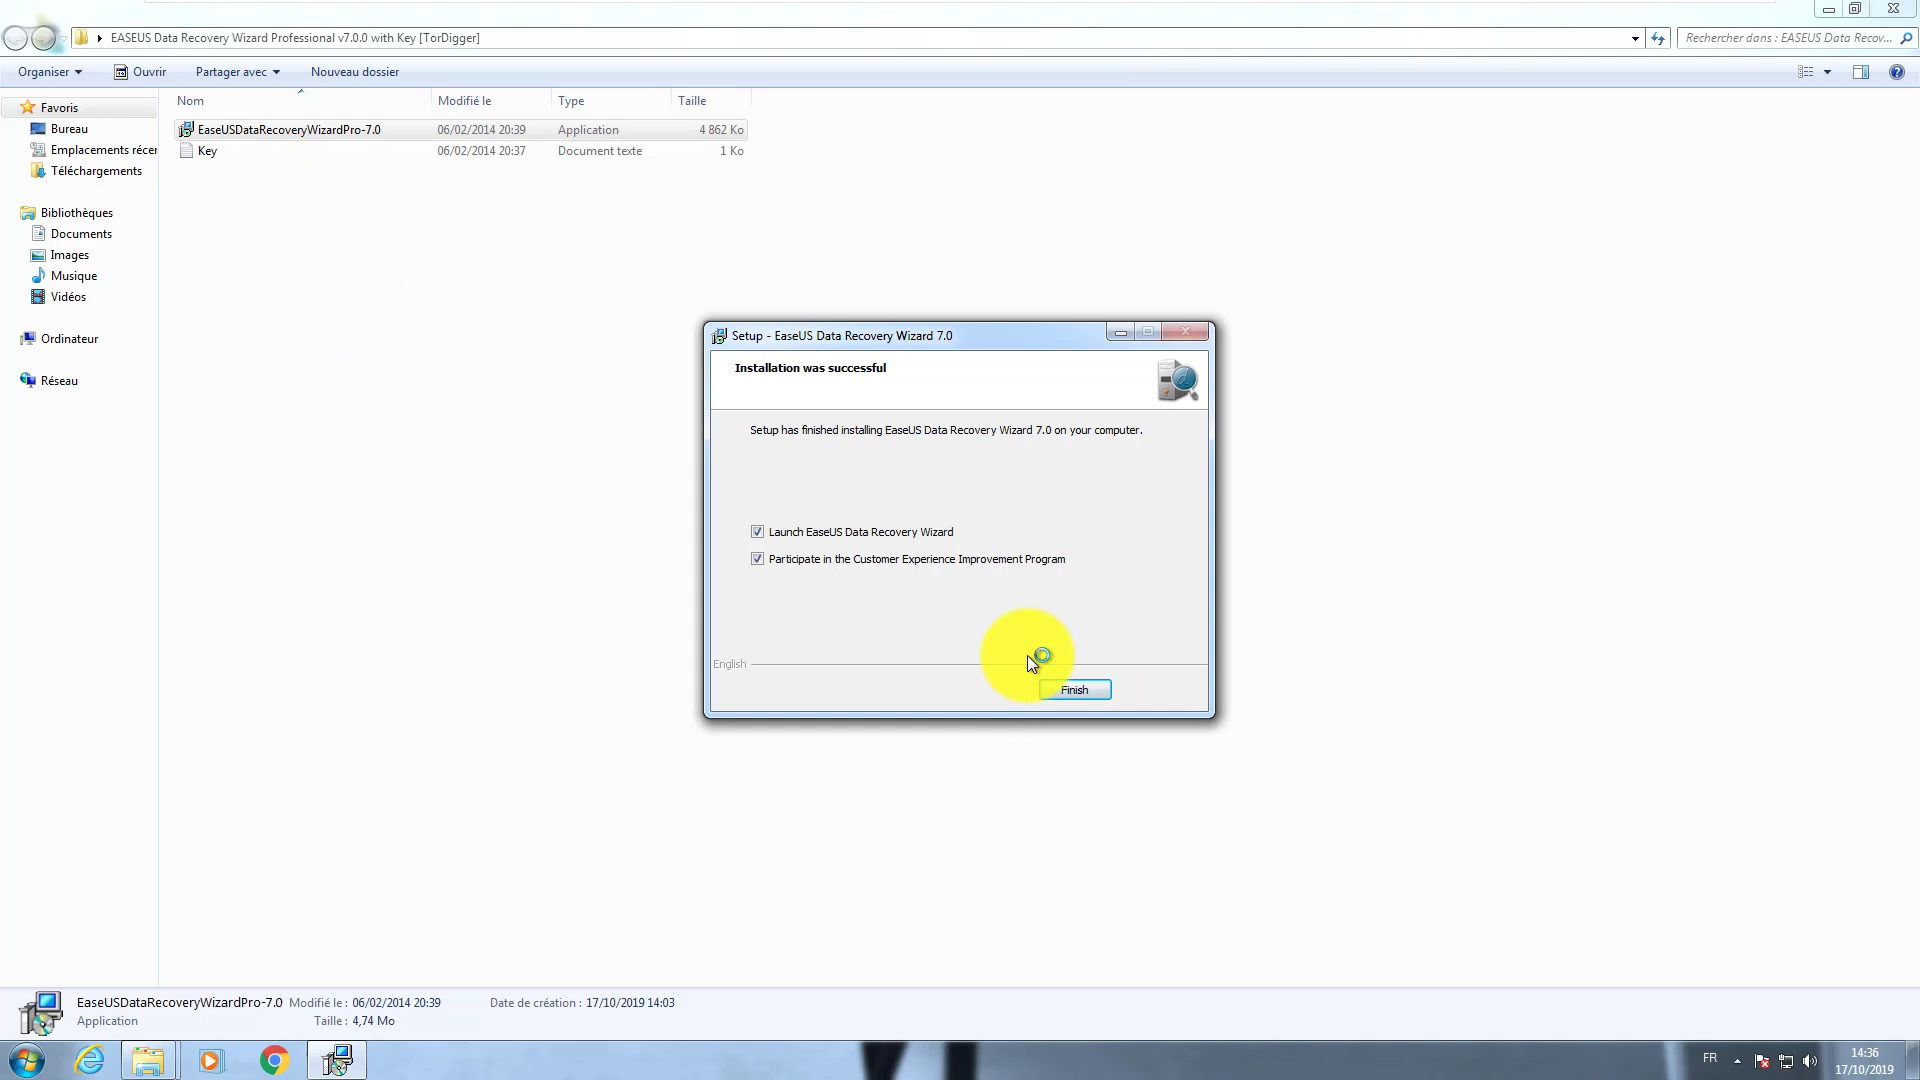 EASEUS Data Recovery Wizard Professional v7.0.0 with Key [TorDigger]
Rechercher dans : EASEUS Data Recov...
Organiser
Ouvrir
Partager avec
Nouveau dossier
Nom
Modifié le
Type
Taille
Favoris
Bureau
Emplacements récer
Téléchargements
Bibliothèques
Documents
Images
Musique
Vidéos
Ordinateur
Réseau
EaseUSDataRecoveryWizardPro-7.0 06/02/2014 20:39 Application 4 862 Ko
Key 06/02/2014 20:37 Document texte 1 Ko
Setup - EaseUS Data Recovery Wizard 7.0
Installation was successful
Setup has finished installing EaseUS Data Recovery Wizard 7.0 on your computer.
Launch EaseUS Data Recovery Wizard
Participate in the Customer Experience Improvement Program
English
Finish
EaseUSDataRecoveryWizardPro-7.0 Modifié le : 06/02/2014 20:39 Date de création : 17/10/2019 14:03
Application Taille : 4,74 Mo
FR
14:36
17/10/2019